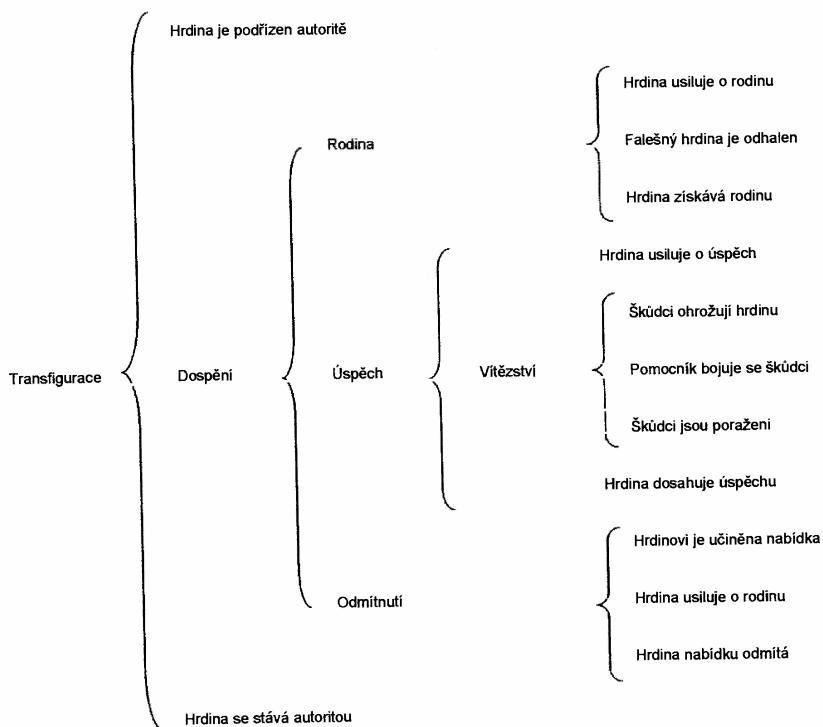 Hrdina je podřízen autoritě
Hrdina usiluje o rodinu
Rodina
Falešný hrdina je odhalen
Hrdina získává rodinu
Hrdina usiluje o úspěch
Škůdci ohrožují hrdinu
Transfigurace
Dospění
Úspěch
Vítězství
Pomocník bojuje se škůdci
Škůdci jsou poraženi
Hrdina dosahuje úspěchu
Hrdinovi je učiněna nabídka
Odmítnutí
Hrdina usiluje o rodinu
Hrdina nabídku odmítá
Hrdina se stává autoritou